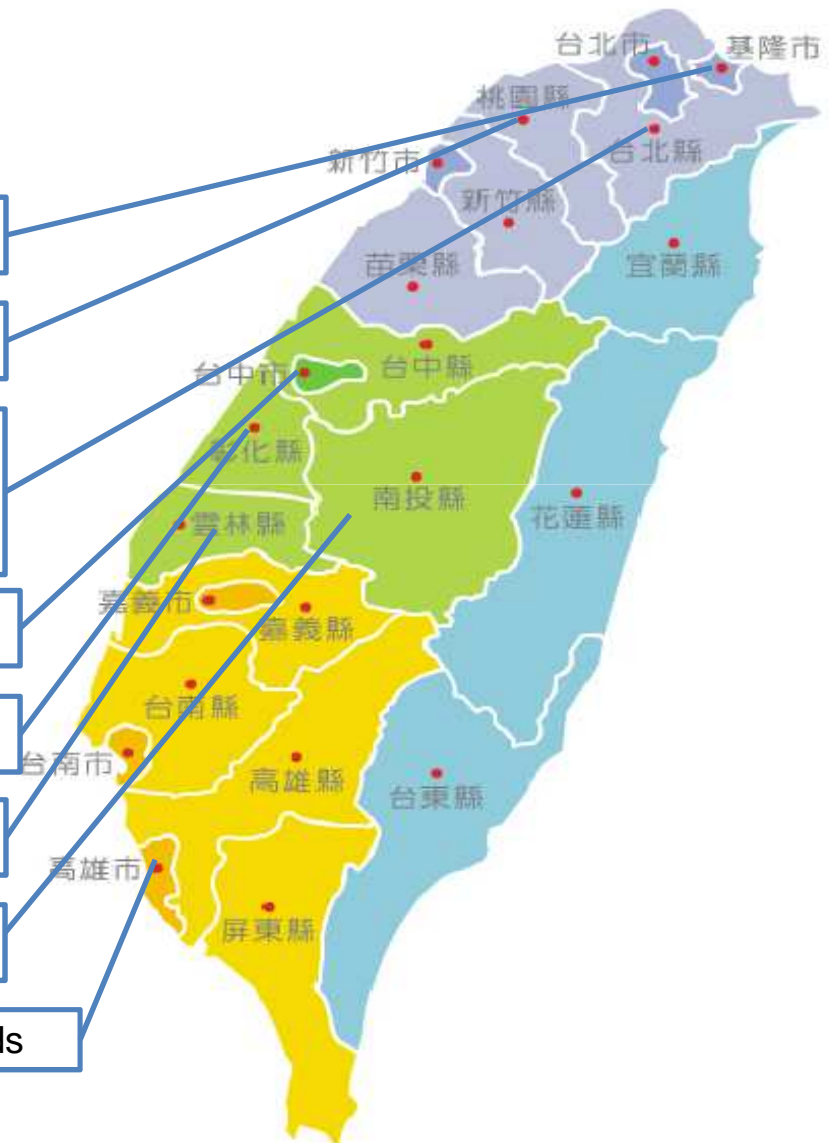 台北市
基隆市
桃園縣
台北縣
新竹市
新竹縣
宜蘭縣
苗栗縣
台中縣
台中市
彰化縣
南投縣
花蓮縣
雲林縣
嘉義市
嘉義縣
台南縣
台南市
高雄縣
台東縣
高雄市
屏東縣
ls